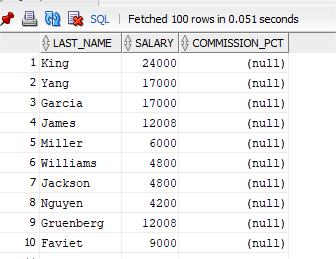 SQL | Fetched 100 rows in 0.051 seconds
LAST_NAME SALARY COMMISSION_PCT
1 King 24000 (null)
2 Yang 17000 (null)
3 Garcia 17000 (null)
4 James 12008 (null)
5 Miller 6000 (null)
6 Williams 4800 (null)
7 Jackson 4800 (null)
8 Nguyen 4200 (null)
9 Gruenberg 12008 (null)
10 Faviet 9000 (null)